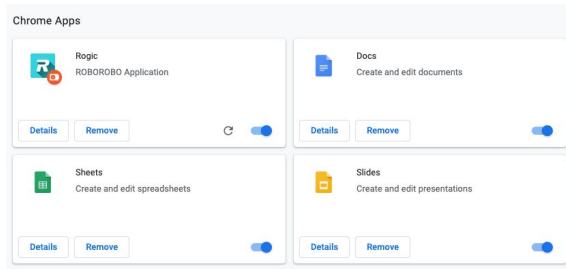 Chrome Apps
Rogic
ROBOROBO Application
Details Remove
Docs
Create and edit documents
Details Remove
Sheets
Create and edit spreadsheets
Details Remove
Slides
Create and edit presentations
Details Remove